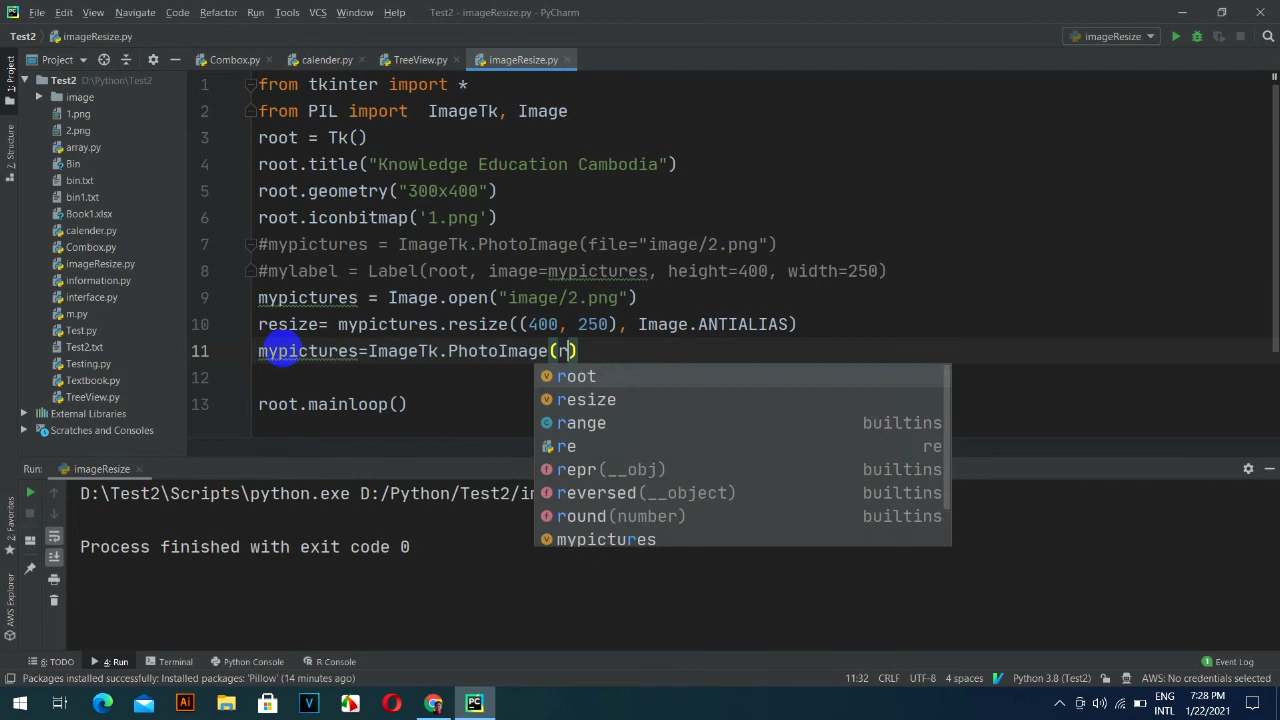 File Edit View Navigate Code Refactor Run Tools VCS Window Help Test2 - imageResize.py - PyCharm
Test2 imageResize.py imageResize
Project Combox.py calender.py TreeView.py imageResize.py
1: Project
7: Structure
2: Favorites
AWS Explorer
Test2 D:\Python\Test2
image
1.png
2.png
array.py
Bin
bin.txt
bin1.txt
Book1.xlsx
calender.py
Combox.py
imageResize.py
information.py
interface.py
m.py
Test.py
Test2.txt
Testing.py
Textbook.py
TreeView.py
External Libraries
Scratches and Consoles
1 from tkinter import *
2 from PIL import ImageTk, Image
3 root = Tk()
4 root.title("Knowledge Education Cambodia")
5 root.geometry("300x400")
6 root.iconbitmap('1.png')
7 #mypictures = ImageTk.PhotoImage(file="image/2.png")
8 #mylabel = Label(root, image=mypictures, height=400, width=250)
9 mypictures = Image.open("image/2.png")
10 resize= mypictures.resize((400, 250), Image.ANTIALIAS)
11 mypictures=ImageTk.PhotoImage(r)
12
13 root.mainloop()
root
resize
range builtins
re re
repr(__obj) builtins
reversed(__object) builtins
round(number) builtins
mypictures
Run: imageResize
D:\Test2\Scripts\python.exe D:/Python/Test2/i
Process finished with exit code 0
6: TODO 4: Run Terminal Python Console R Console Event Log
Packages installed successfully: Installed packages: 'Pillow' (14 minutes ago) 11:32 CRLF UTF-8 4 spaces Python 3.8 (Test2) AWS: No credentials selected
ENG 7:28 PM
INTL 1/22/2021